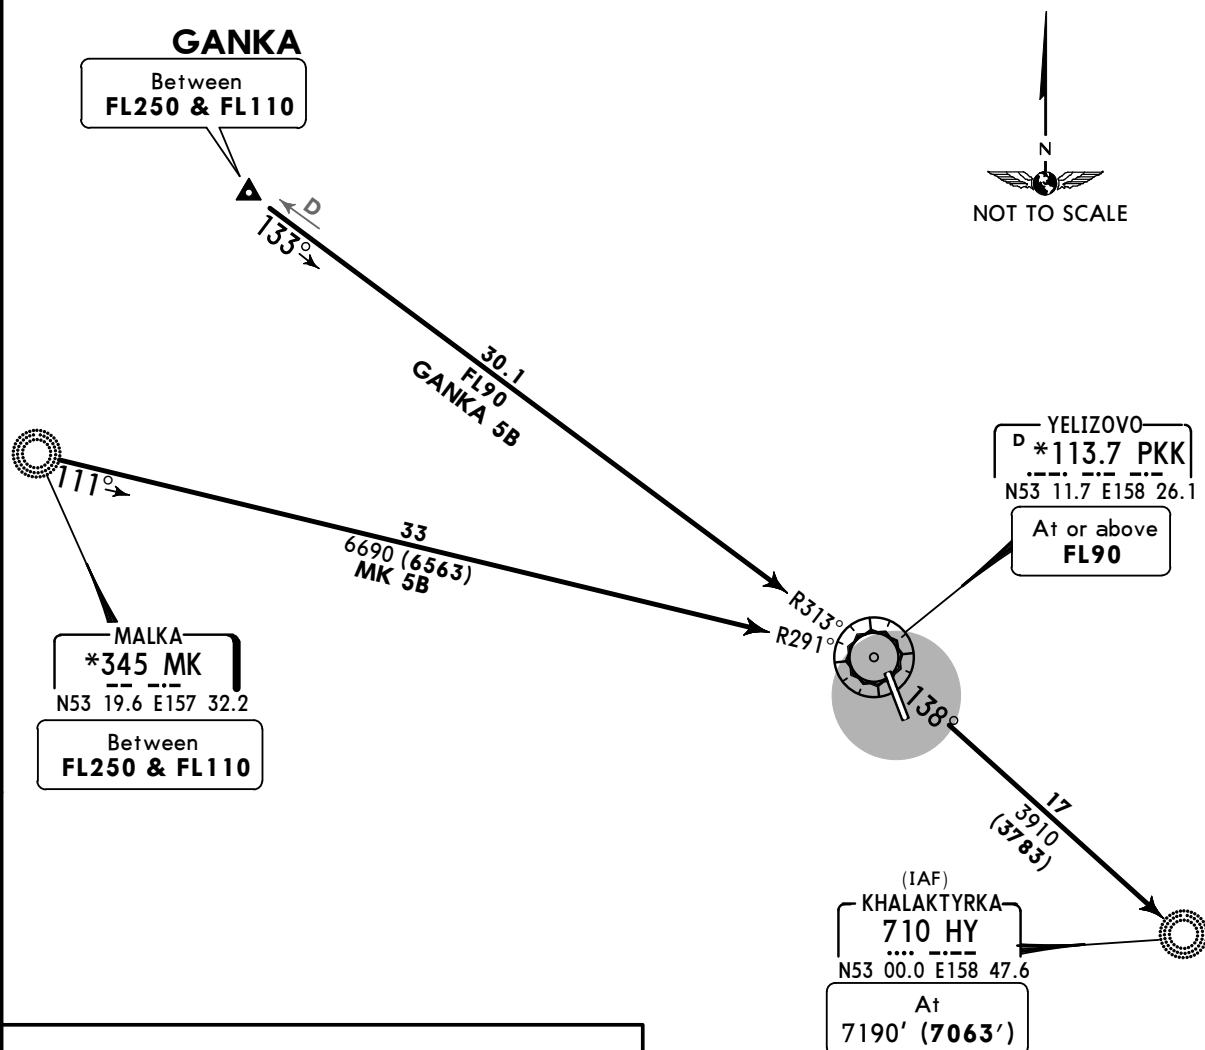 GANKA
Between
FL250 & FL110
D
133°
N
NOT TO SCALE
30.1
FL90
GANKA 5B
111°
33
6690 (6563)
MK 5B
R313°
R291°
YELIZOVO
D *113.7 PKK
N53 11.7 E158 26.1
At or above
FL90
MALKA
*345 MK
N53 19.6 E157 32.2
Between
FL250 & FL110
138°
17
3910
(3783)
(IAF)
KHALAKTYRKA
710 HY
N53 00.0 E158 47.6
At
7190' (7063')